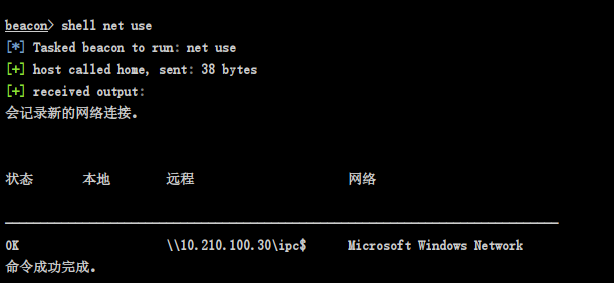 beacon> shell net use
[*] Tasked beacon to run: net use
[+] host called home, sent: 38 bytes
[+] received output:
会记录新的网络连接。
状态 本地 远程 网络
OK \\10.210.100.30\ipc$ Microsoft Windows Network
命令成功完成。